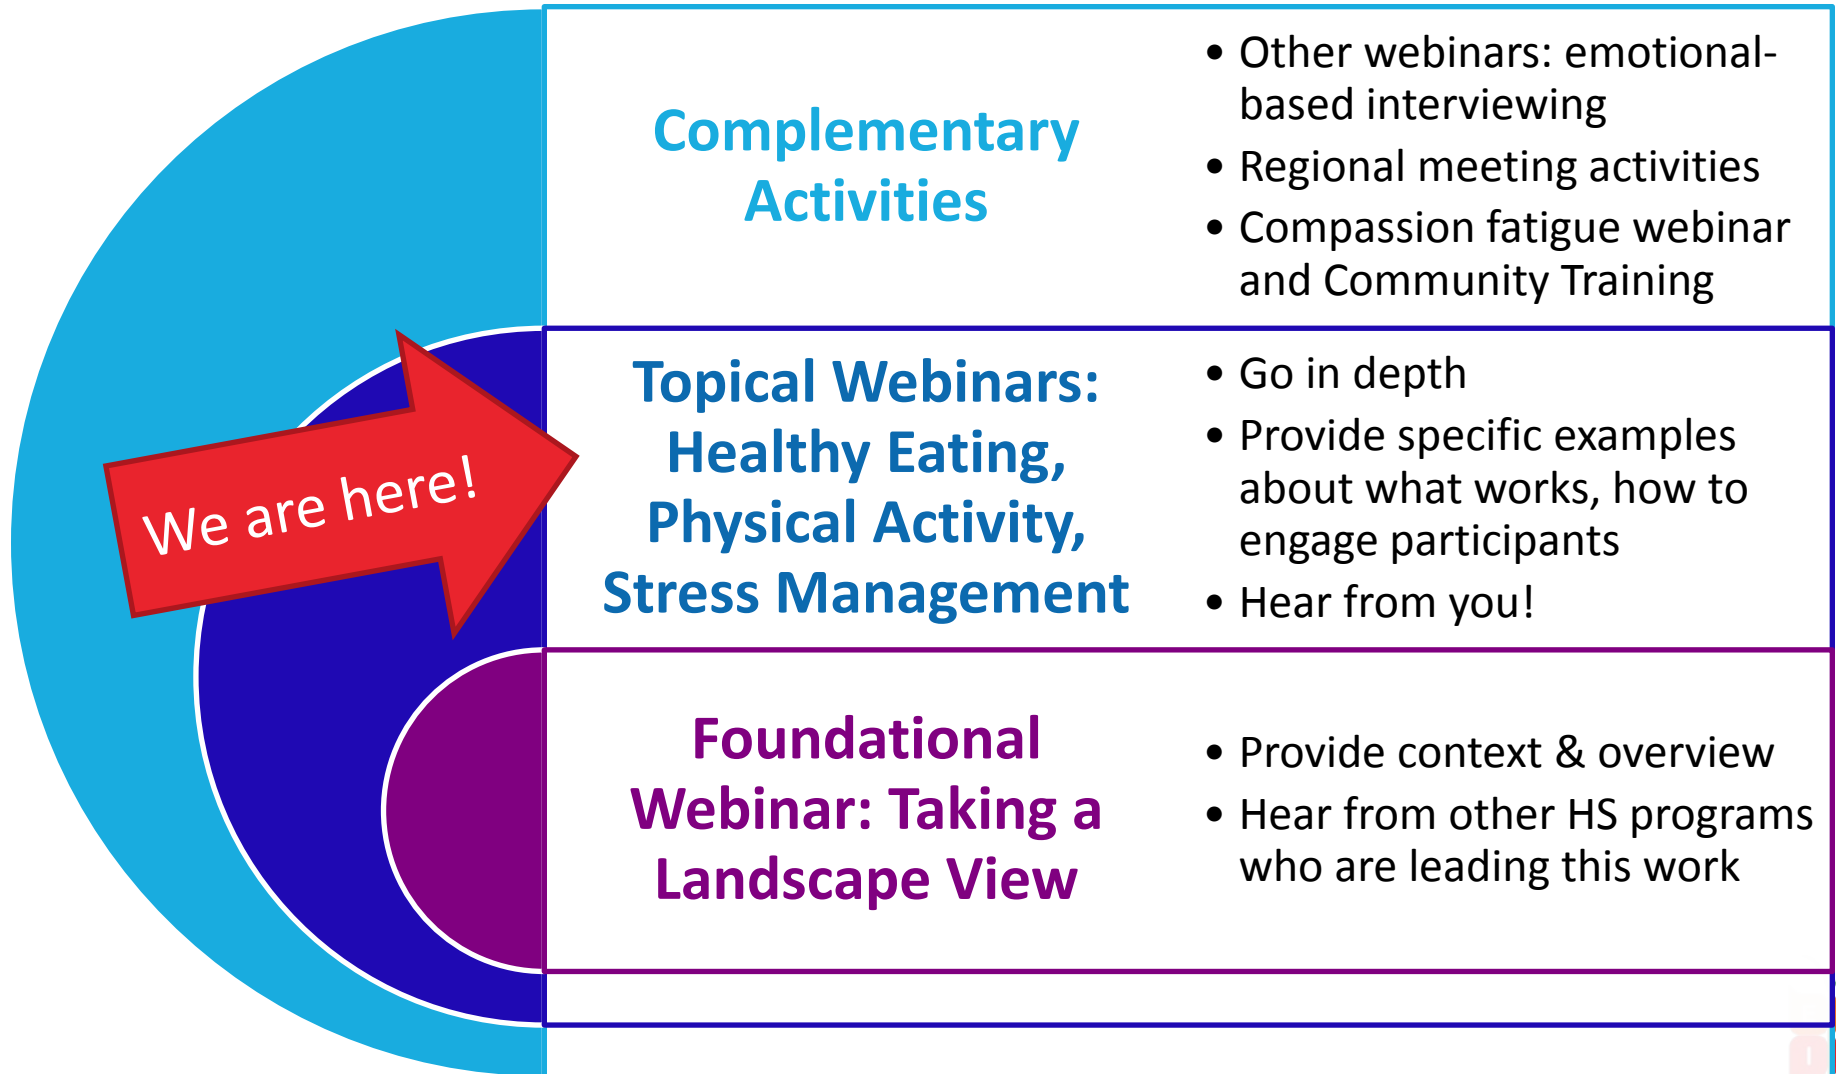 Complementary
Activities
• Other webinars: emotional-
based interviewing
• Regional meeting activities
• Compassion fatigue webinar
and Community Training
We are here!
Topical Webinars:
Healthy Eating,
Physical Activity,
Stress Management
• Go in depth
• Provide specific examples
about what works, how to
engage participants
• Hear from you!
Foundational
Webinar: Taking a
Landscape View
• Provide context & overview
• Hear from other HS programs
who are leading this work